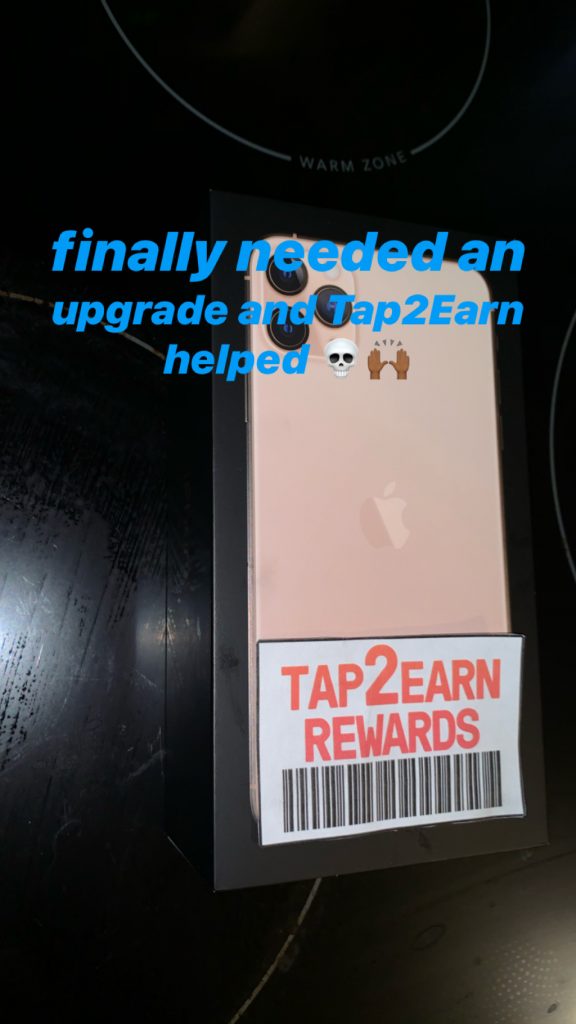 WARM ZONE
finally needed an
upgrade and Tap2Earn
helped 💀🙌🏾
TAP2EARN
REWARDS